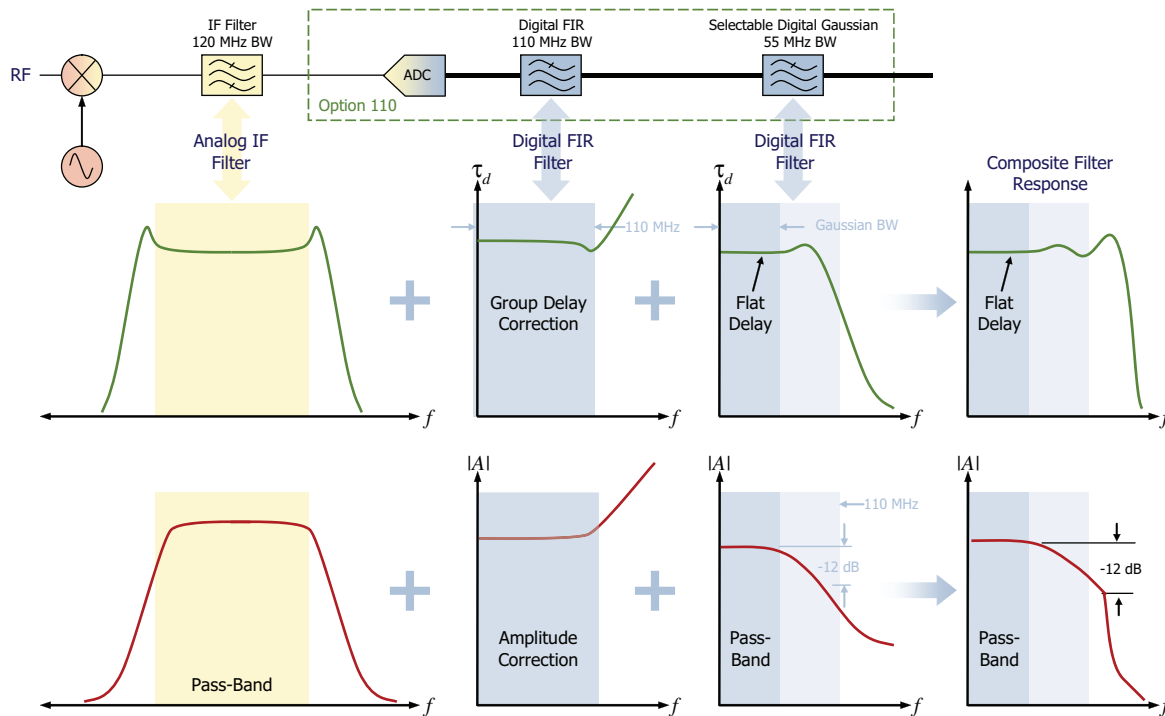 IF Filter
120 MHz BW
Digital FIR
110 MHz BW
Selectable Digital Gaussian
55 MHz BW
RF
ADC
Option 110
Analog IF
Filter
Digital FIR
Filter
Digital FIR
Filter
Composite Filter
Response
τd
τd
τd
110 MHz
Gaussian BW
Group Delay
Correction
Flat
Delay
Flat
Delay
f
f
f
f
|A|
|A|
|A|
110 MHz
-12 dB
-12 dB
Pass-Band
Amplitude
Correction
Pass-
Band
Pass-
Band
f
f
f
f